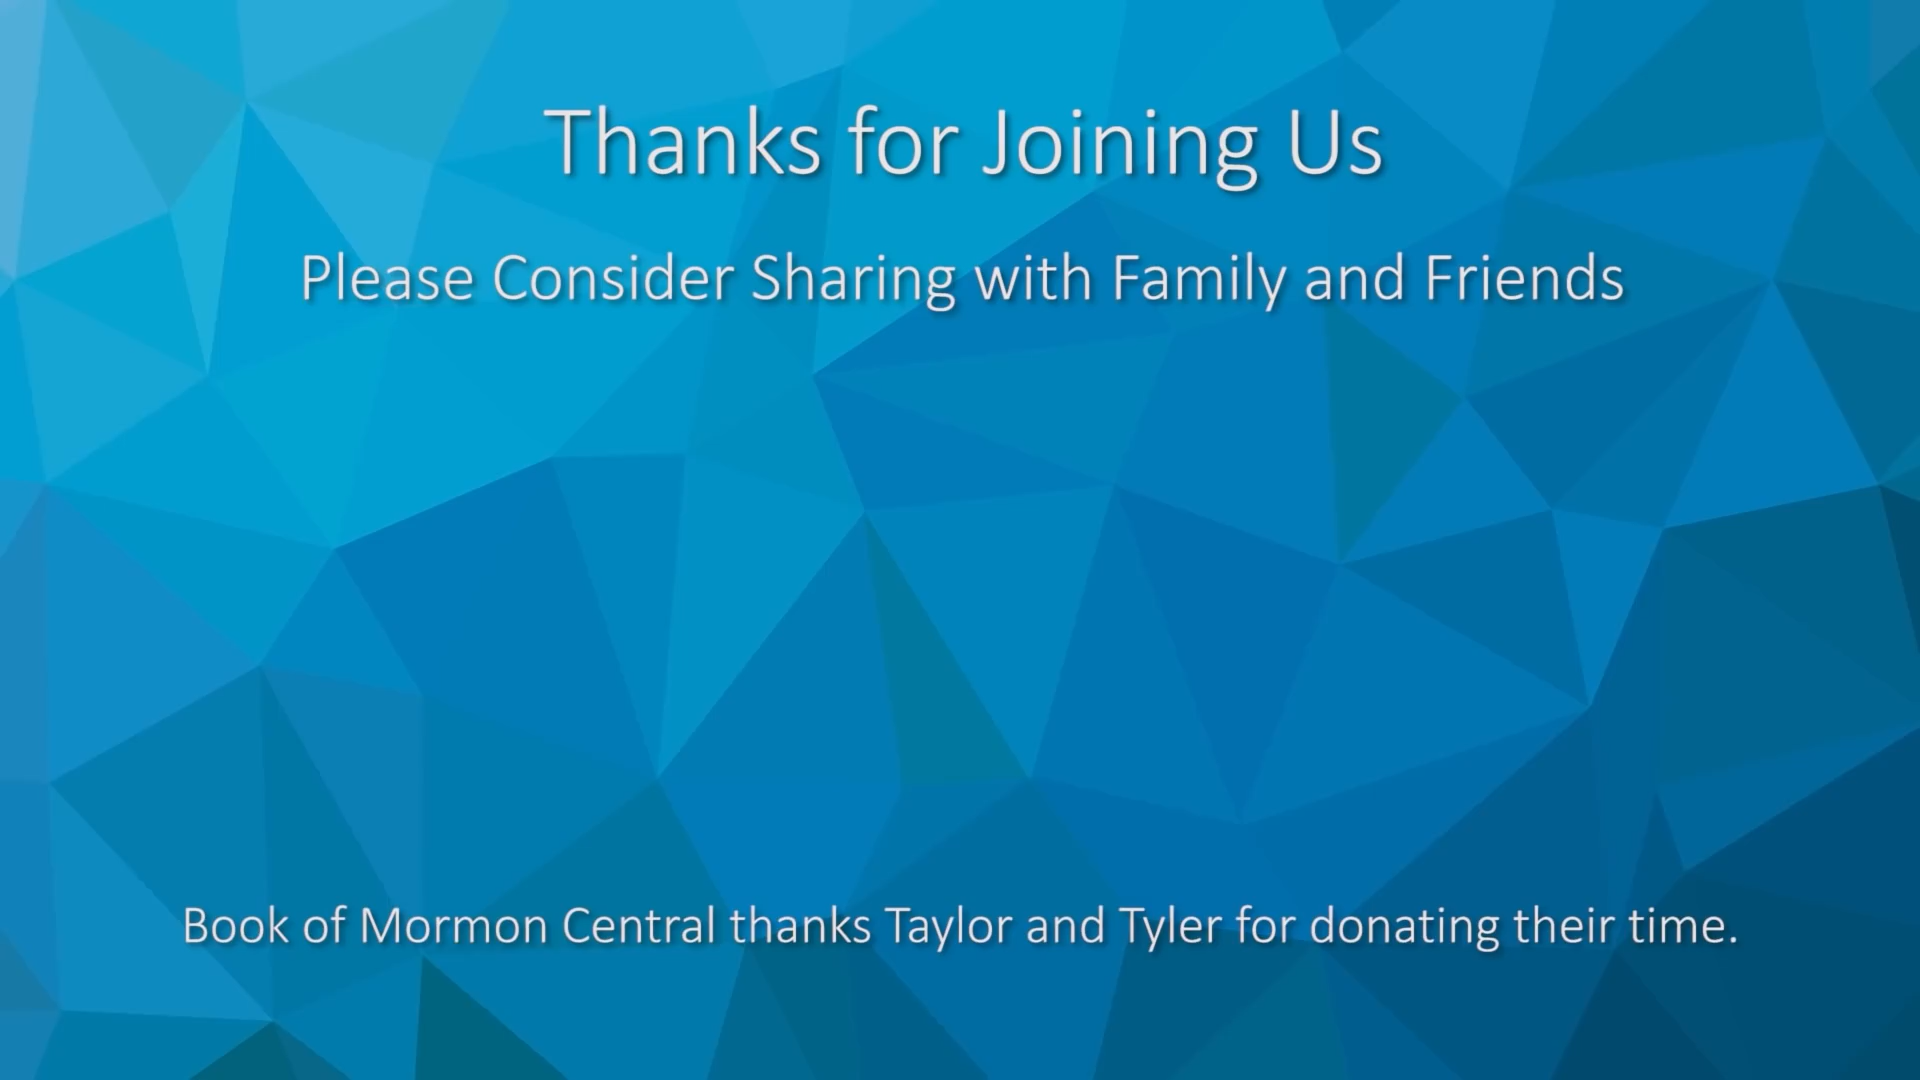 Thanks for Joining Us
Please Consider Sharing with Family and Friends
Book of Mormon Central thanks Taylor and Tyler for donating their time.